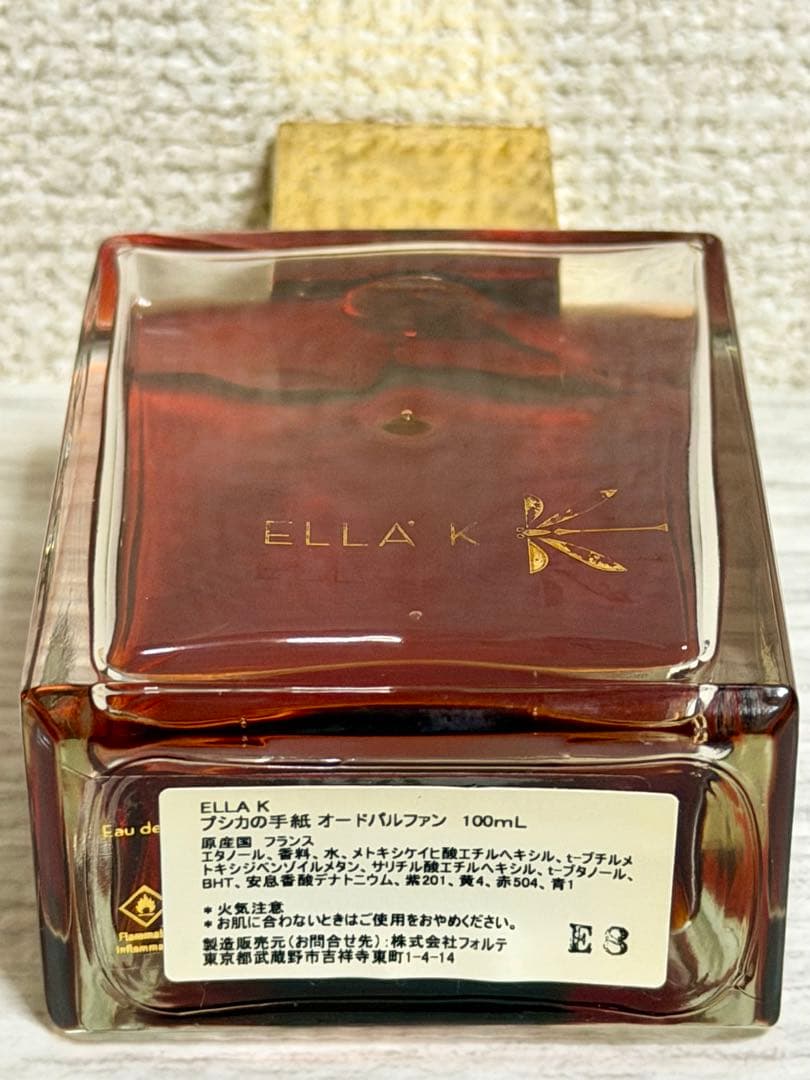 ELLA K
Eau de
Flammab
inflamma
ELLA K
プシカの手紙 オードパルファン 100mL
原産国 フランス
エタノール、香料、水、メトキシケイヒ酸エチルヘキシル、t-ブチルメ
トキシジベンゾイルメタン、サリチル酸エチルヘキシル、t-ブタノール、
BHT、安息香酸デナトニウム、紫201、黄4、赤504、青1
*火気注意
*お肌に合わないときはご使用をおやめください。
製造販売元(お問合せ先):株式会社フォルテ
東京都武蔵野市吉祥寺東町1-4-14
E8